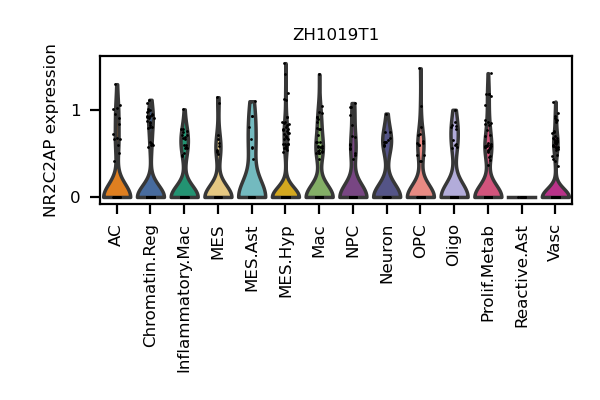 ZH1019T1
NR2C2AP expression
1
0
AC
Chromatin.Reg
Inflammatory.Mac
MES
MES.Ast
MES.Hyp
Mac
NPC
Neuron
OPC
Oligo
Prolif.Metab
Reactive.Ast
Vasc